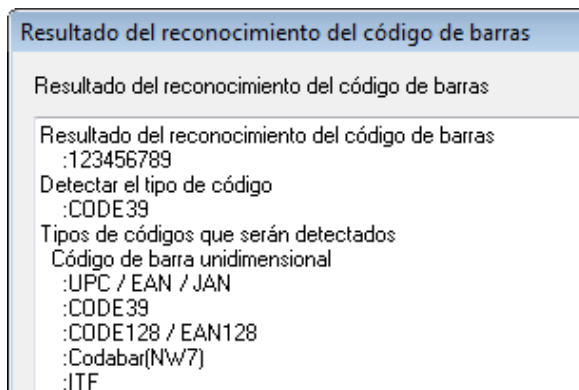 Resultado del reconocimiento del código de barras
Resultado del reconocimiento del código de barras
Resultado del reconocimiento del código de barras
:123456789
Detectar el tipo de código
:CODE39
Tipos de códigos que serán detectados
Código de barra unidimensional
:UPC / EAN / JAN
:CODE39
:CODE128 / EAN128
:Codabar(NW7)
:ITF